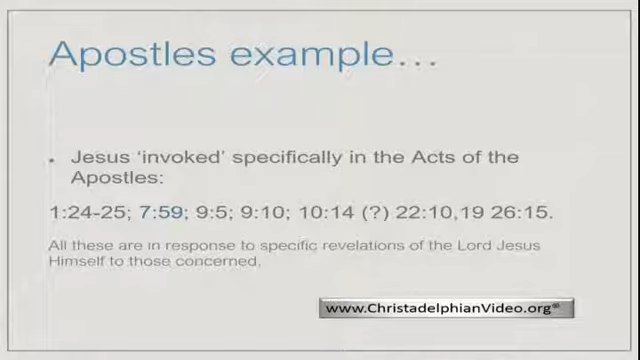 Apostles example…
• Jesus ‘invoked’ specifically in the Acts of the
Apostles:
1:24-25; 7:59; 9:5; 9:10; 10:14 (?) 22:10,19 26:15.
All these are in response to specific revelations of the Lord Jesus
Himself to those concerned.
www.ChristadelphianVideo.org®